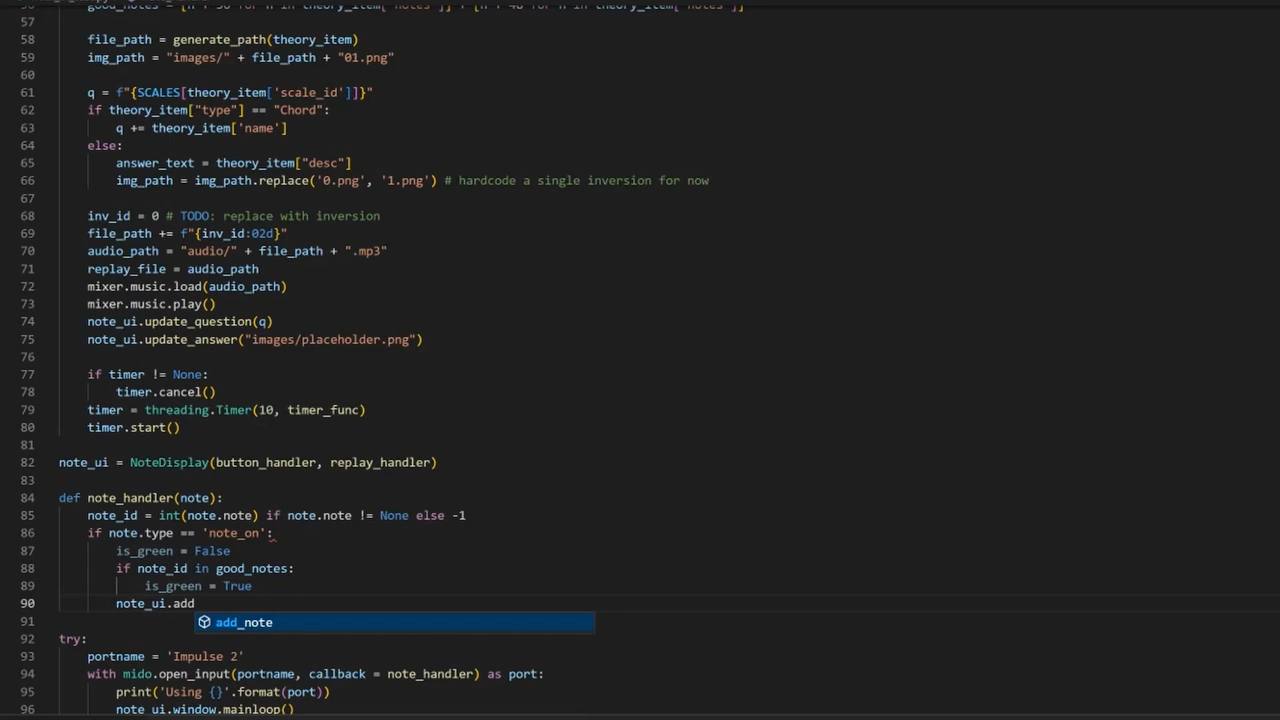 56 good_notes = [n + 36 for n in theory_item['notes']] + [n + 48 for n in theory_item['notes']]
57
58 file_path = generate_path(theory_item)
59 img_path = "images/" + file_path + "01.png"
60
61 q = f"{SCALES[theory_item['scale_id']]}"
62 if theory_item["type"] == "Chord":
63 q += theory_item['name']
64 else:
65 answer_text = theory_item["desc"]
66 img_path = img_path.replace('0.png', '1.png') # hardcode a single inversion for now
67
68 inv_id = 0 # TODO: replace with inversion
69 file_path += f"{inv_id:02d}"
70 audio_path = "audio/" + file_path + ".mp3"
71 replay_file = audio_path
72 mixer.music.load(audio_path)
73 mixer.music.play()
74 note_ui.update_question(q)
75 note_ui.update_answer("images/placeholder.png")
76
77 if timer != None:
78 timer.cancel()
79 timer = threading.Timer(10, timer_func)
80 timer.start()
81
82 note_ui = NoteDisplay(button_handler, replay_handler)
83
84 def note_handler(note):
85 note_id = int(note.note) if note.note != None else -1
86 if note.type == 'note_on':
87 is_green = False
88 if note_id in good_notes:
89 is_green = True
90 note_ui.add
add_note
91
92 try:
93 portname = 'Impulse 2'
94 with mido.open_input(portname, callback = note_handler) as port:
95 print('Using {}'.format(port))
96 note_ui.window.mainloop()